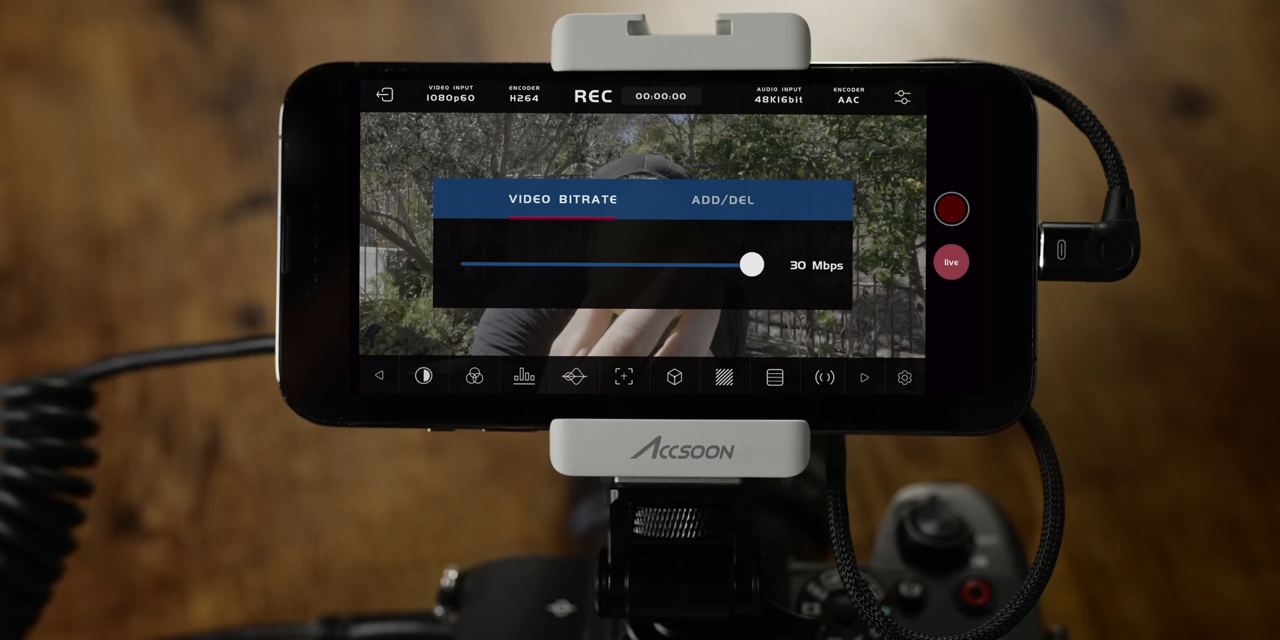 VIDEO INPUT
1080p60
ENCODER
H264
REC
00:00:00
AUDIO INPUT
48K16bit
ENCODER
AAC
VIDEO BITRATE
ADD/DEL
30 Mbps
live
ACCSOON